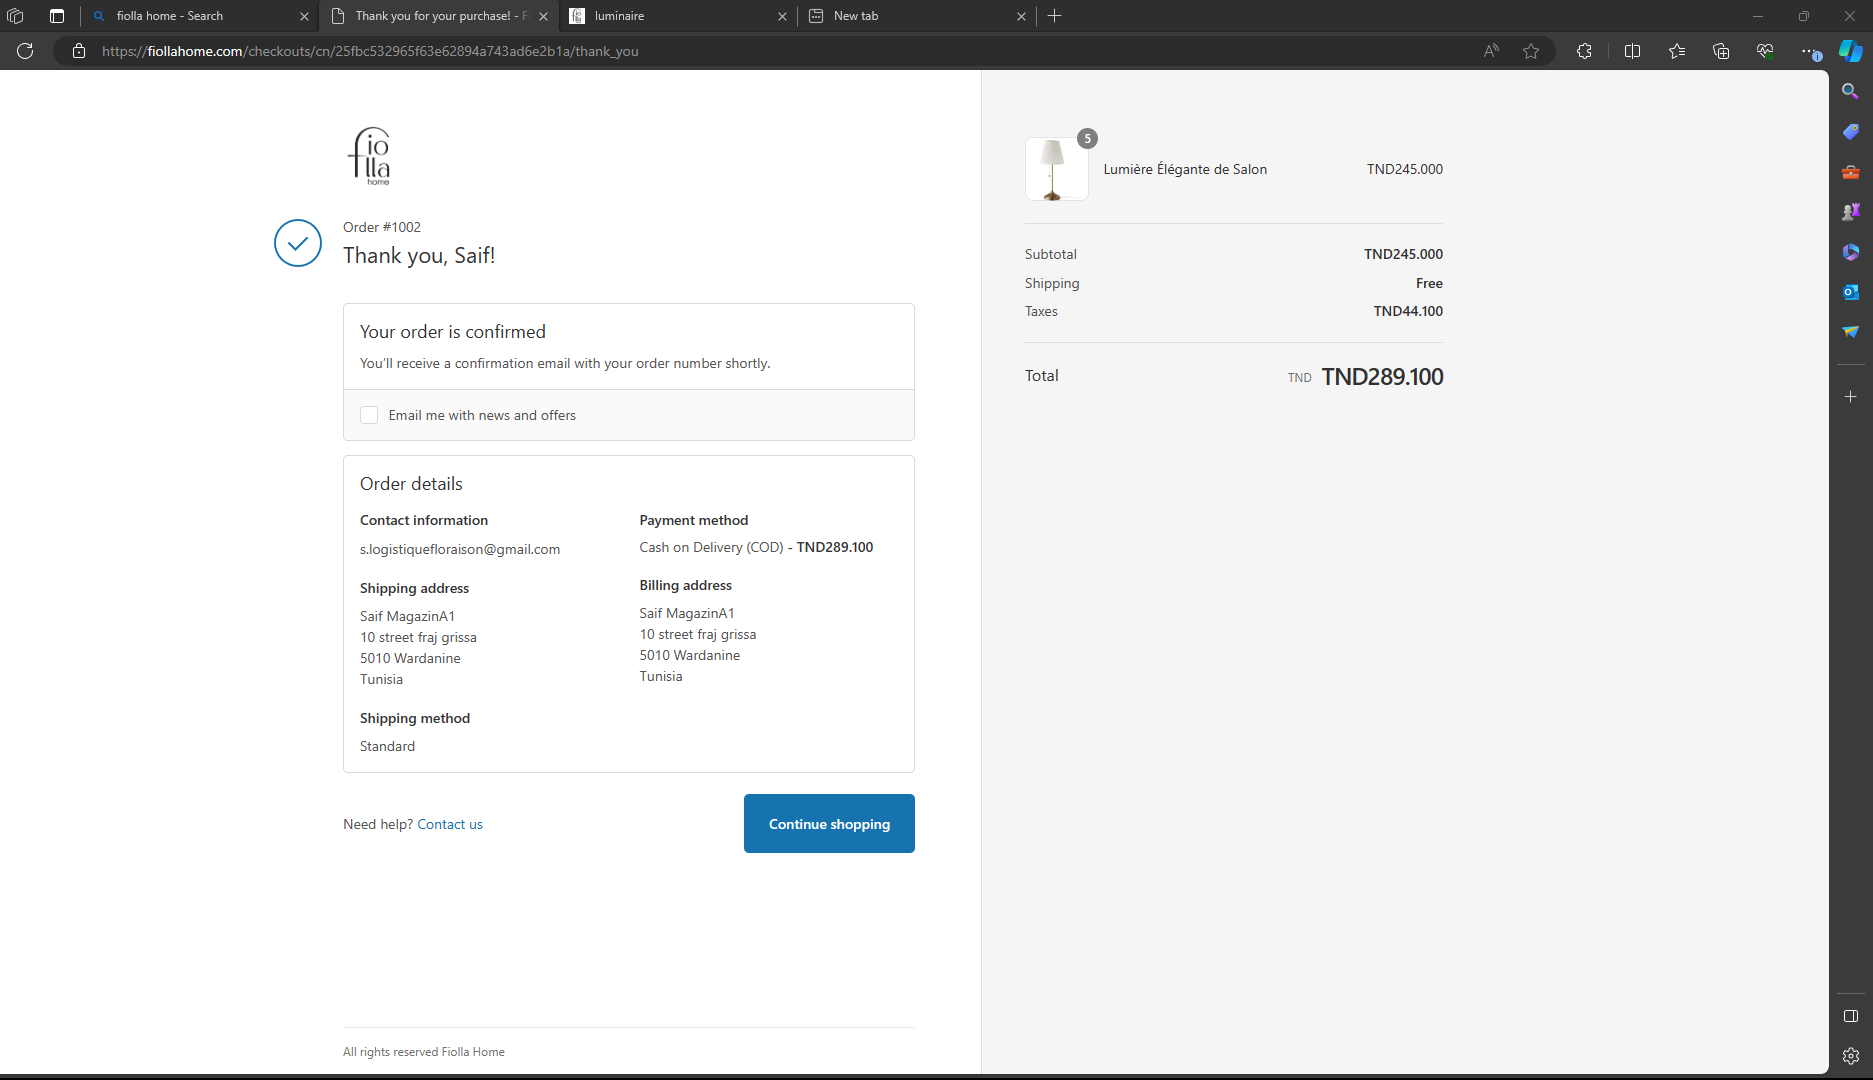 fiolla home - Search
Thank you for your purchase! - F
luminaire
New tab
https://fiollahome.com/checkouts/cn/25fbc532965f63e62894a743ad6e2b1a/thank_you
fiolla
home
Order #1002
Thank you, Saif!
Your order is confirmed
You'll receive a confirmation email with your order number shortly.
Email me with news and offers
Order details
Contact information
s.logistiquefloraison@gmail.com
Shipping address
Saif MagazinA1
10 street fraj grissa
5010 Wardanine
Tunisia
Shipping method
Standard
Payment method
Cash on Delivery (COD) - TND289.100
Billing address
Saif MagazinA1
10 street fraj grissa
5010 Wardanine
Tunisia
Need help? Contact us
Continue shopping
All rights reserved Fiolla Home
5
Lumière Élégante de Salon TND245.000
Subtotal TND245.000
Shipping Free
Taxes TND44.100
Total TND TND289.100